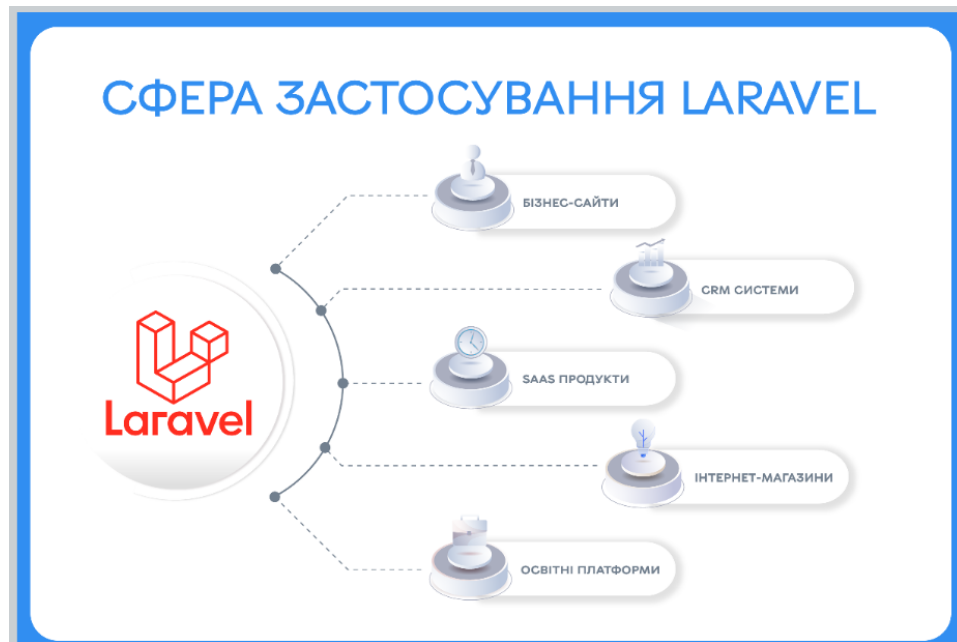 СФЕРА ЗАСТОСУВАННЯ LARAVEL
БІЗНЕС-САЙТИ
CRM СИСТЕМИ
SAAS ПРОДУКТИ
Laravel
ІНТЕРНЕТ-МАГАЗИНИ
ОСВІТНІ ПЛАТФОРМИ